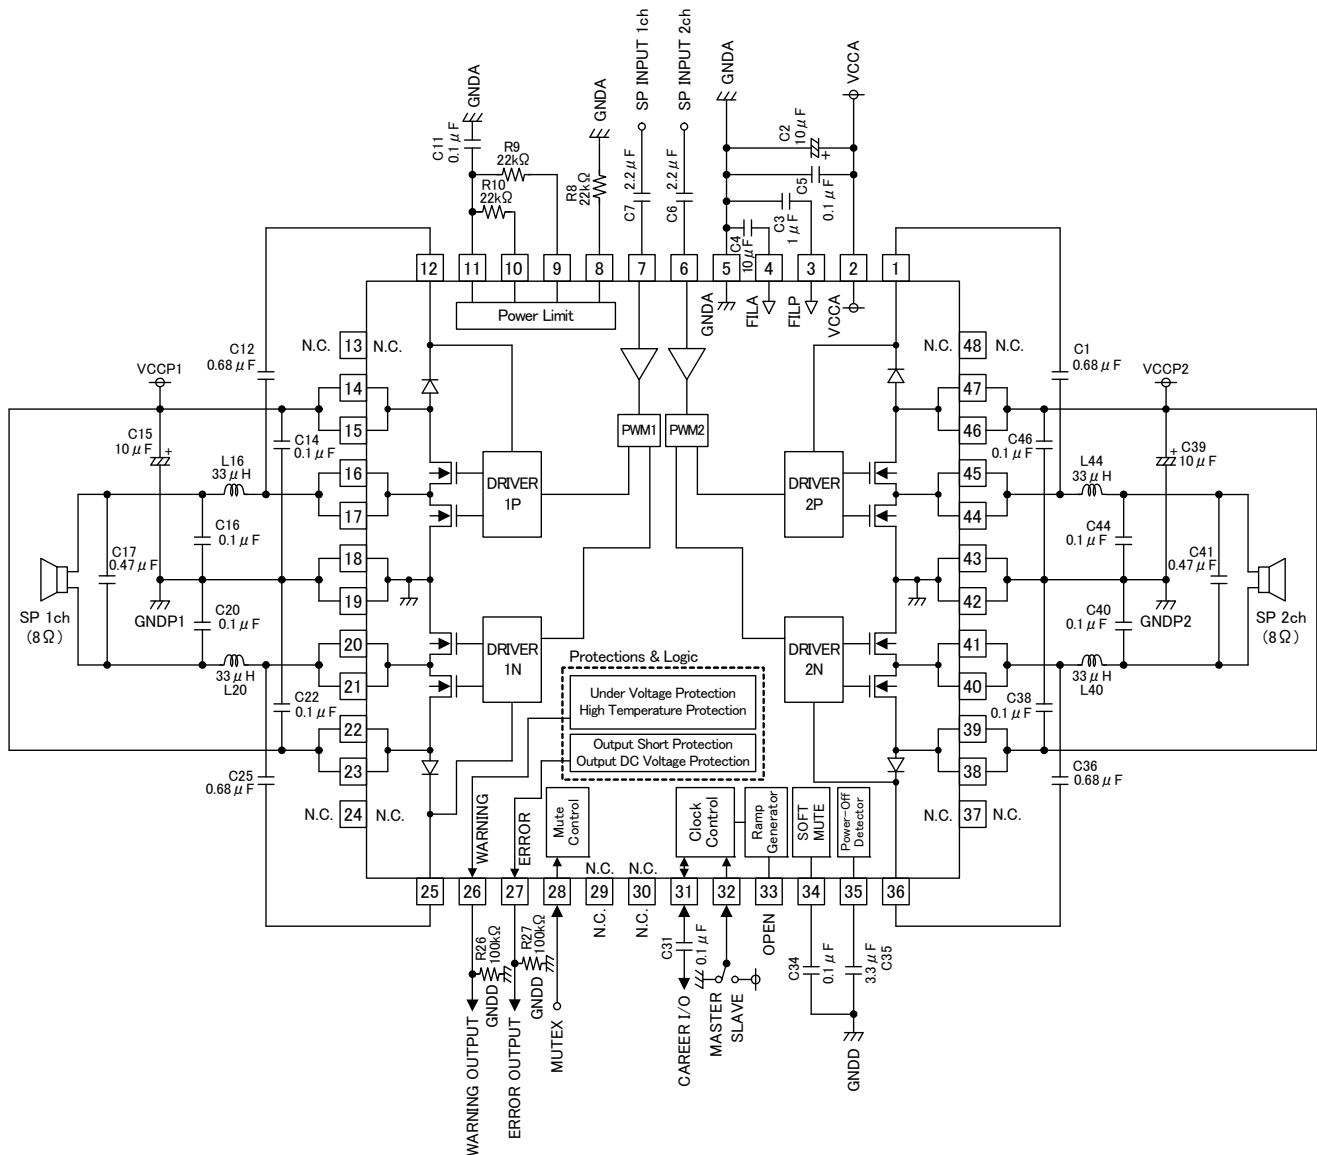 GNDA
C11
0.1μF
R9
22kΩ
R10
22kΩ
GNDA
R8
22kΩ
SP INPUT 1ch
2.2μF
C7
SP INPUT 2ch
2.2μF
C6
GNDA
VCCA
C2
10μF
+
C5
0.1μF
C3
1μF
C4
10μF
12
11
10
9
8
7
6
5
4
3
2
1
Power Limit
GNDA
FILA
FILP
VCCA
N.C.
13
N.C.
N.C.
48
N.C.
C12
0.68μF
C1
0.68μF
VCCP1
VCCP2
14
15
47
46
C15
10μF
+
C14
0.1μF
PWM1
PWM2
C46
0.1μF
+
C39
10μF
L16
33μH
16
17
DRIVER
1P
DRIVER
2P
45
44
L44
33μH
C16
0.1μF
C17
0.47μF
C44
0.1μF
C41
0.47μF
18
19
43
42
SP 1ch
(8Ω)
GNDP1
C20
0.1μF
C40
0.1μF
GNDP2
SP 2ch
(8Ω)
20
21
DRIVER
1N
DRIVER
2N
41
40
33μH
L20
33μH
L40
Protections & Logic
Under Voltage Protection
High Temperature Protection
Output Short Protection
Output DC Voltage Protection
C22
0.1μF
C38
0.1μF
22
23
39
38
C25
0.68μF
C36
0.68μF
N.C.
24
N.C.
N.C.
37
N.C.
WARNING
ERROR
Mute
Control
Clock
Control
Ramp
Generator
SOFT
MUTE
Power-Off
Detector
N.C.
N.C.
25
26
27
28
29
30
31
32
33
34
35
36
N.C.
N.C.
OPEN
R26
100kΩ
GNDD
R27
100kΩ
GNDD
WARNING OUTPUT
ERROR OUTPUT
MUTEX
C31
0.1μF
CAREER I/O
MASTER
SLAVE
C34
0.1μF
3.3μF
C35
GNDD